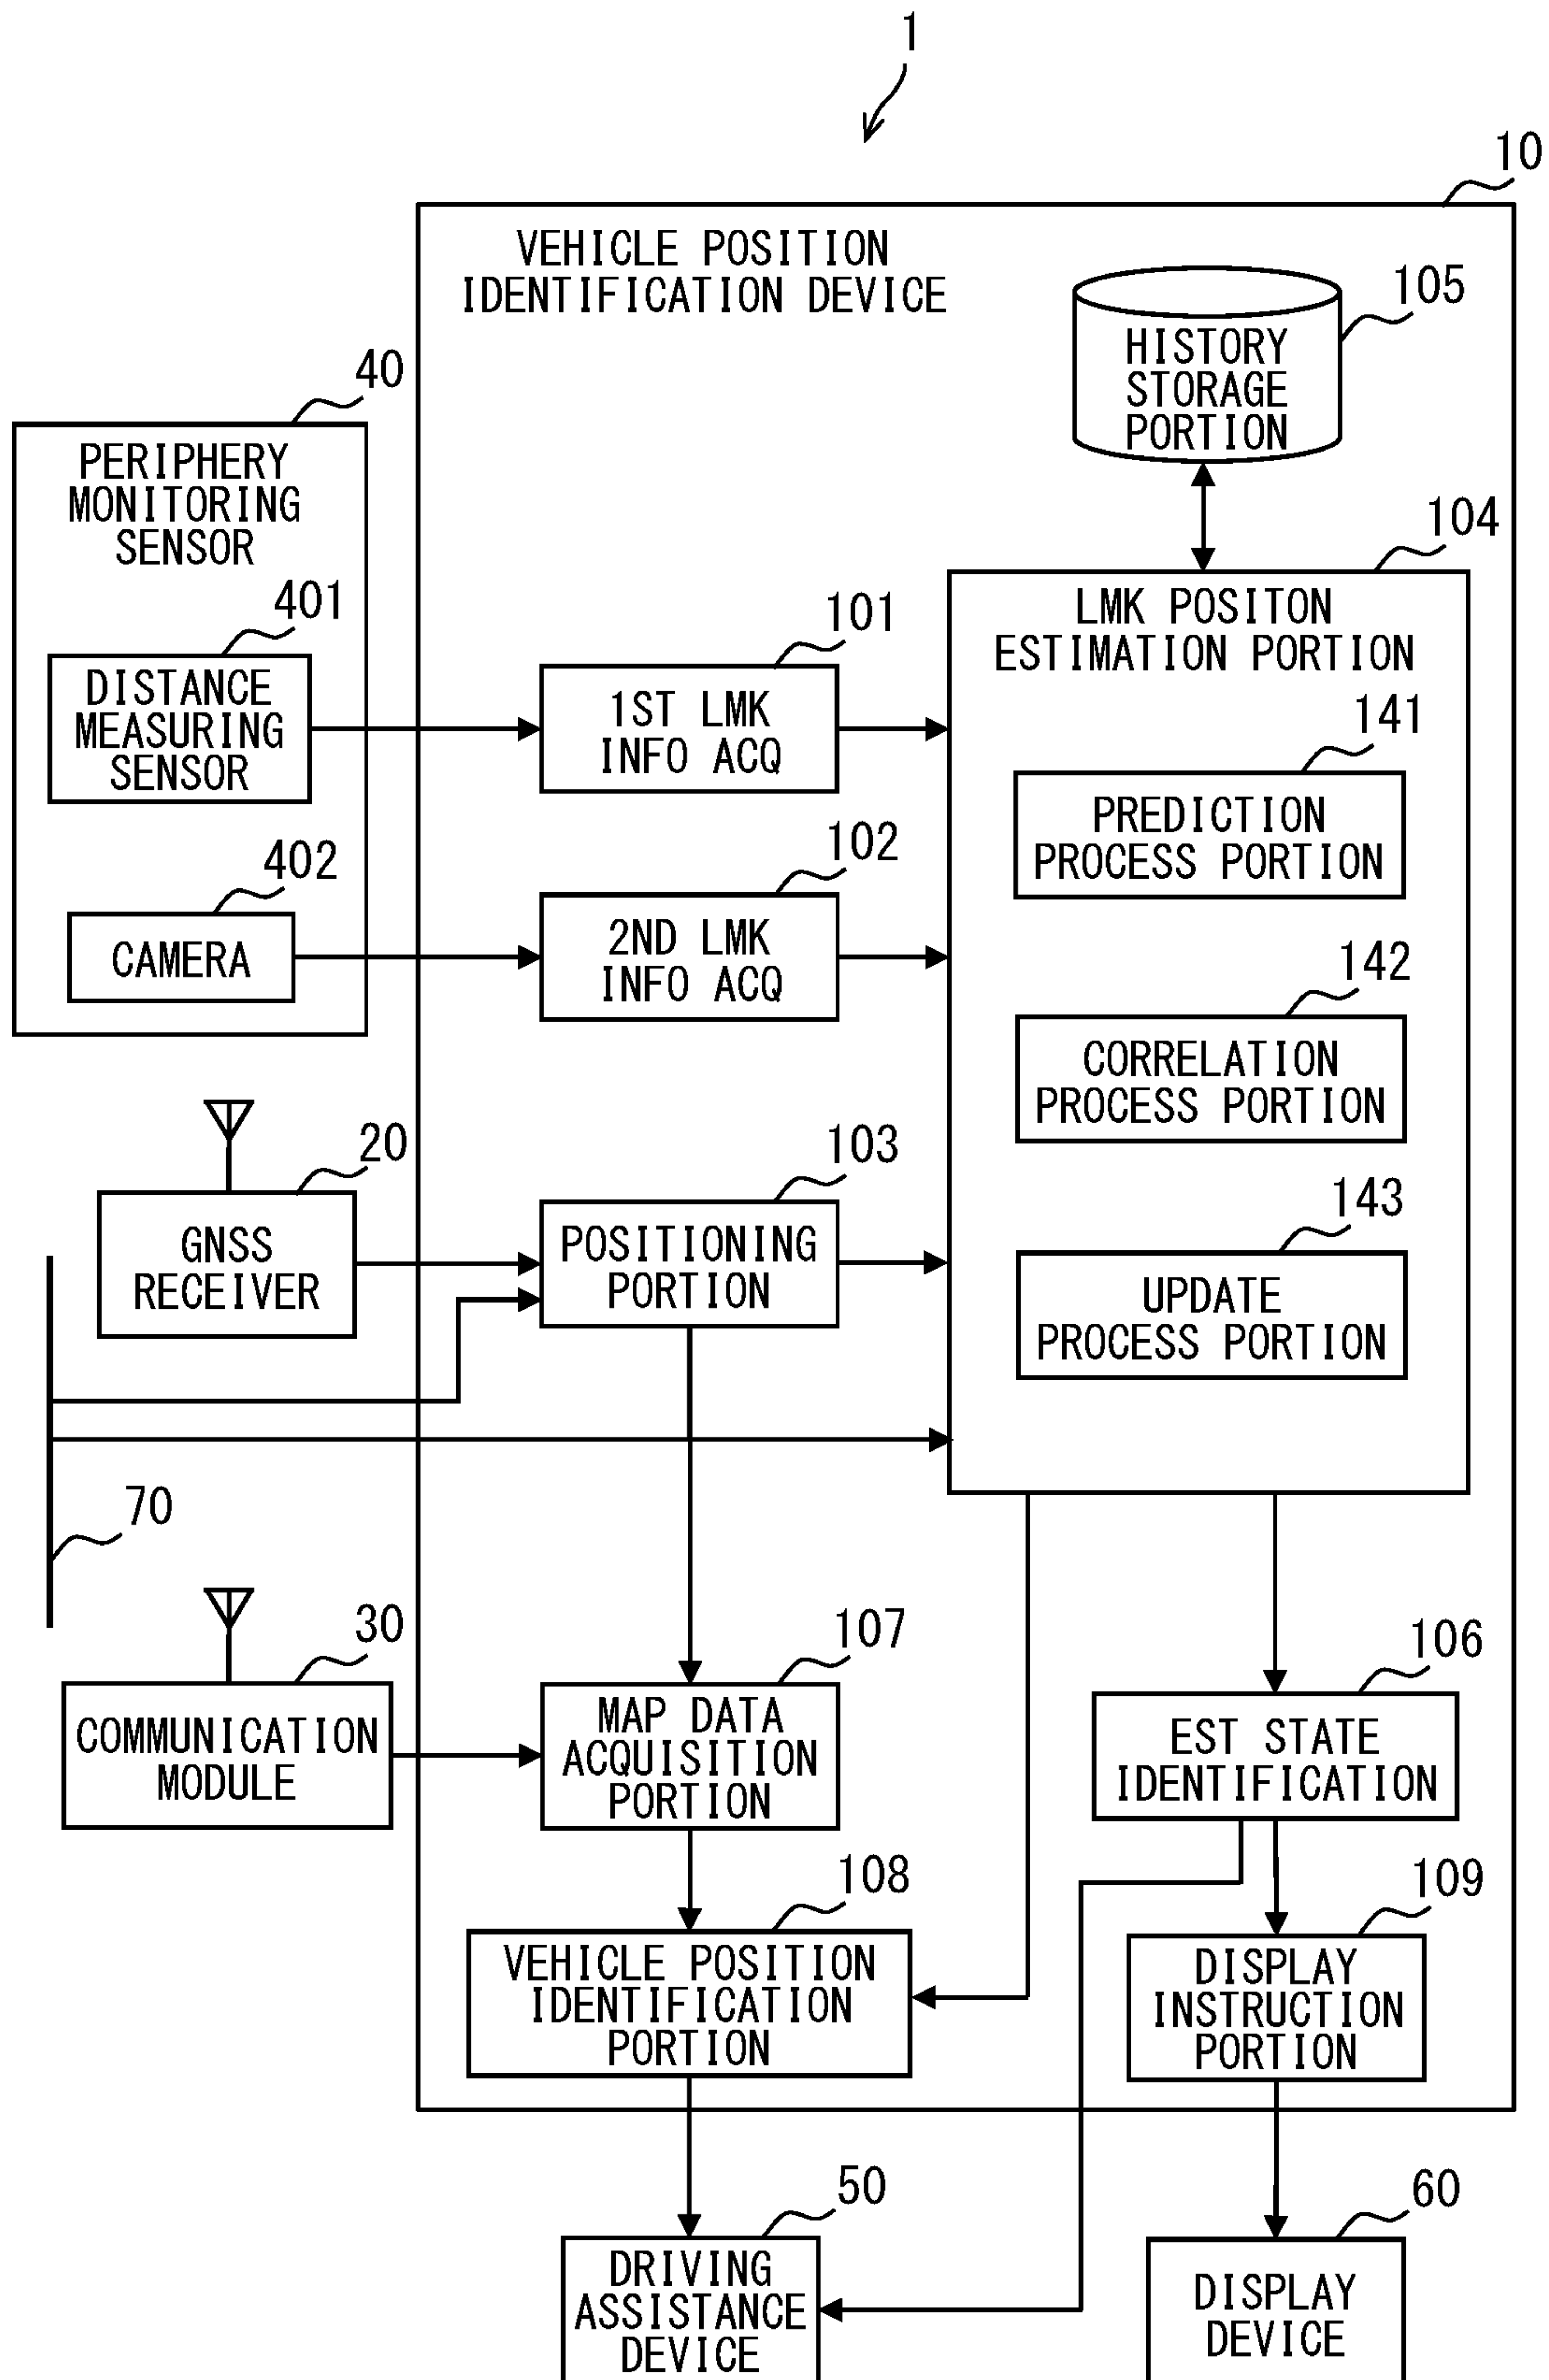 1
10
VEHICLE POSITION
IDENTIFICATION DEVICE
105
HISTORY
STORAGE
PORTION
40
PERIPHERY
MONITORING
SENSOR
104
LMK POSITON
ESTIMATION PORTION
401
DISTANCE
MEASURING
SENSOR
101
1ST LMK
INFO ACQ
141
PREDICTION
PROCESS PORTION
402
CAMERA
102
2ND LMK
INFO ACQ
142
CORRELATION
PROCESS PORTION
20
GNSS
RECEIVER
103
POSITIONING
PORTION
143
UPDATE
PROCESS PORTION
70
30
COMMUNICATION
MODULE
107
MAP DATA
ACQUISITION
PORTION
106
EST STATE
IDENTIFICATION
108
VEHICLE POSITION
IDENTIFICATION
PORTION
109
DISPLAY
INSTRUCTION
PORTION
50
DRIVING
ASSISTANCE
DEVICE
60
DISPLAY
DEVICE